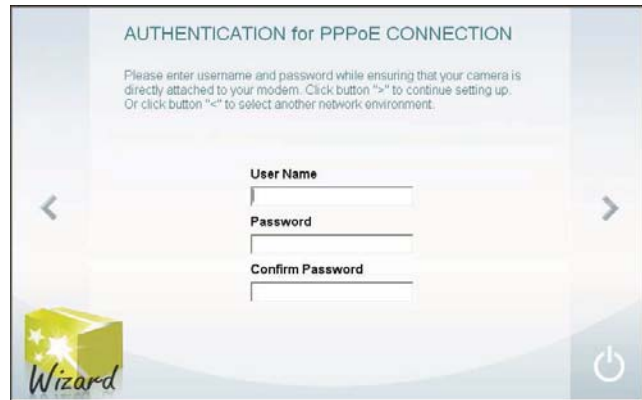 AUTHENTICATION for PPPoE CONNECTION
Please enter username and password while ensuring that your camera is
directly attached to your modem. Click button ">" to continue setting up.
Or click button "<" to select another network environment.
User Name
Password
Confirm Password
Wizard